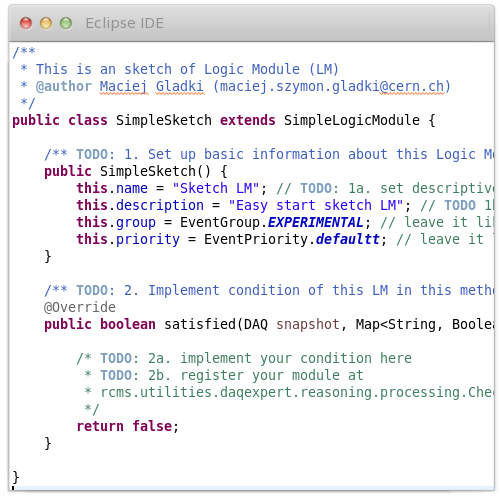 Eclipse IDE
/**
 * This is an sketch of Logic Module (LM)
 * @author Maciej Gladki (maciej.szymon.gladki@cern.ch)
 */
public class SimpleSketch extends SimpleLogicModule {
    /** TODO: 1. Set up basic information about this Logic
    public SimpleSketch() {
        this.name = "Sketch LM"; // TODO: 1a. set descriptive
        this.description = "Easy start sketch LM"; // TODO
        this.group = EventGroup.EXPERIMENTAL; // leave it
        this.priority = EventPriority.defaultt; // leave it
    }
    /** TODO: 2. Implement condition of this LM in this
    @Override
    public boolean satisfied(DAQ snapshot, Map<String,
        /* TODO: 2a. implement your condition here
         * TODO: 2b. register your module at
         * rcms.utilities.daqexpert.reasoning.processing.Che
         */
        return false;
    }
}